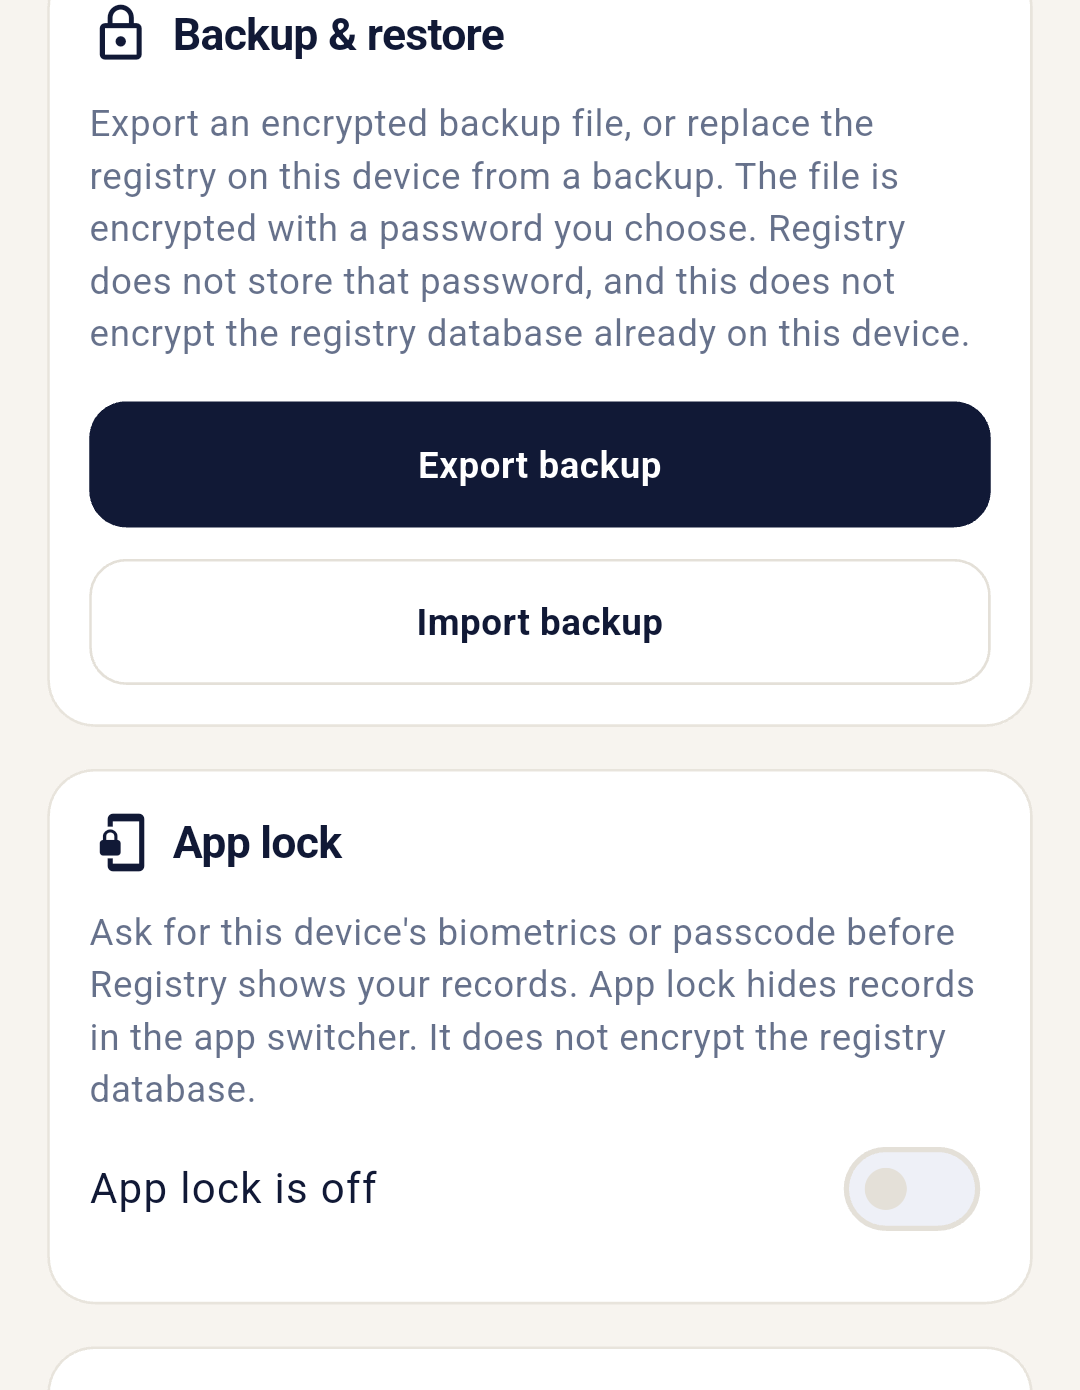 Backup & restore
Export an encrypted backup file, or replace the
registry on this device from a backup. The file is
encrypted with a password you choose. Registry
does not store that password, and this does not
encrypt the registry database already on this device.
Export backup
Import backup
App lock
Ask for this device's biometrics or passcode before
Registry shows your records. App lock hides records
in the app switcher. It does not encrypt the registry
database.
App lock is off